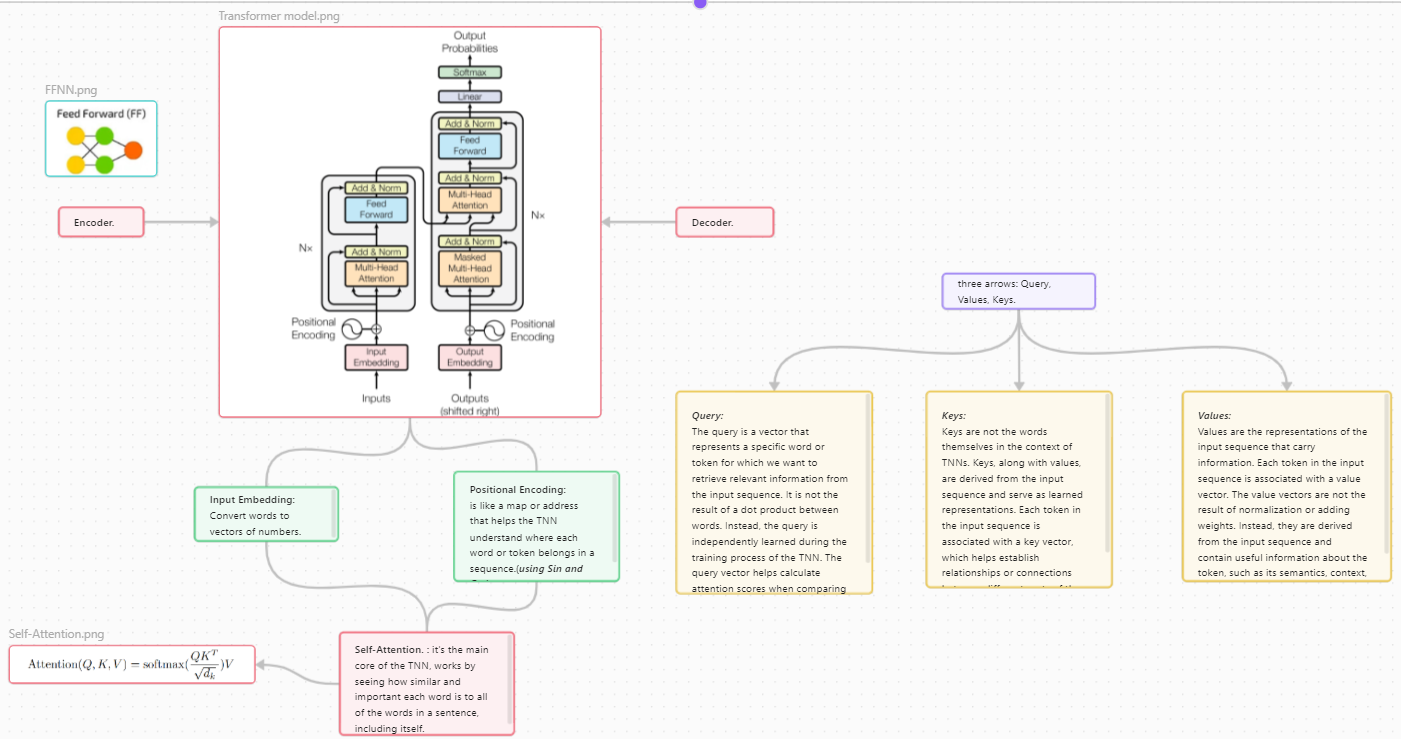 Transformer model.png
Output
Probabilities
Softmax
Linear
Add & Norm
Feed
Forward
Add & Norm
Multi-Head
Attention
Nx
Add & Norm
Masked
Multi-Head
Attention
Add & Norm
Feed
Forward
Nx
Add & Norm
Multi-Head
Attention
Positional
Encoding
Positional
Encoding
Input
Embedding
Output
Embedding
Inputs
Outputs
(shifted right)
FFNN.png
Feed Forward (FF)
Encoder.
Decoder.
three arrows: Query,
Values, Keys.
Query:
The query is a vector that
represents a specific word or
token for which we want to
retrieve relevant information from
the input sequence. It is not the
result of a dot product between
words. Instead, the query is
independently learned during the
training process of the TNN. The
query vector helps calculate
attention scores when comparing
Keys:
Keys are not the words
themselves in the context of
TNNs. Keys, along with values,
are derived from the input
sequence and serve as learned
representations. Each token in
the input sequence is
associated with a key vector,
which helps establish
relationships or connections
Values:
Values are the representations of the
input sequence that carry
information. Each token in the input
sequence is associated with a value
vector. The value vectors are not the
result of normalization or adding
weights. Instead, they are derived
from the input sequence and
contain useful information about the
token, such as its semantics, context,
Input Embedding:
Convert words to
vectors of numbers.
Positional Encoding:
is like a map or address
that helps the TNN
understand where each
word or token belongs in a
sequence.(using Sin and
Self-Attention.png
Attention(Q, K, V) = softmax(QK^T/√d_k)V
Self-Attention. : it's the main
core of the TNN, works by
seeing how similar and
important each word is to all
of the words in a sentence,
including itself.